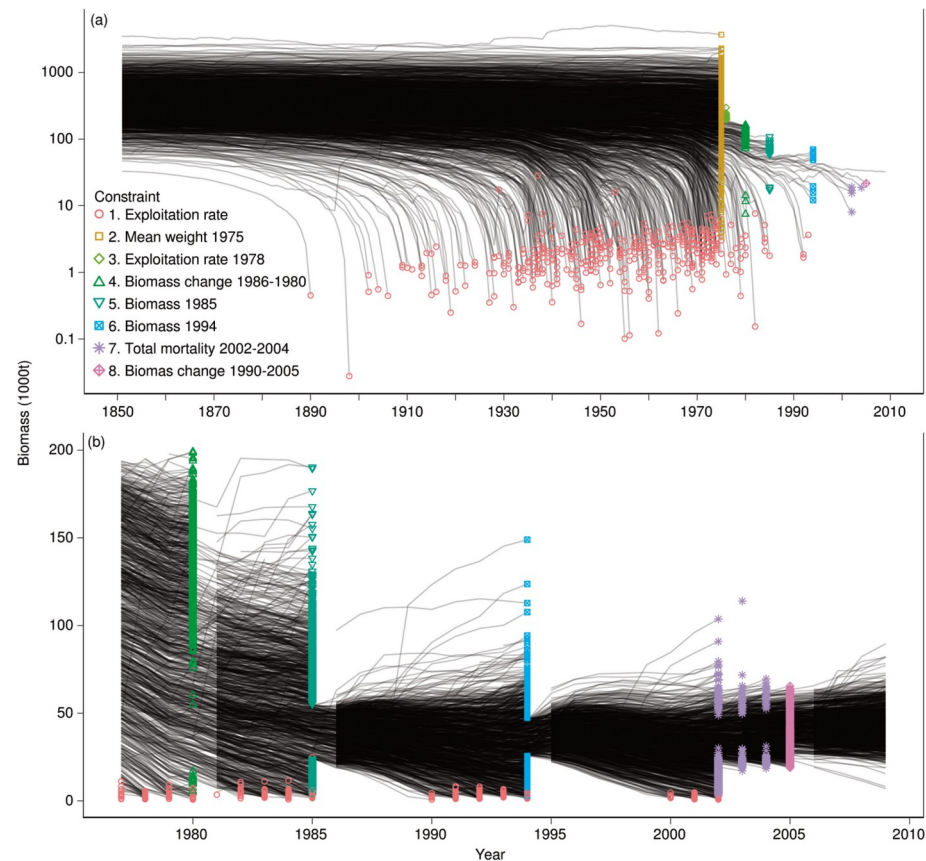 (a)
1000
100
10
1
0.1
Constraint
1. Exploitation rate
2. Mean weight 1975
3. Exploitation rate 1978
4. Biomass change 1986-1980
5. Biomass 1985
6. Biomass 1994
7. Total mortality 2002-2004
8. Biomas change 1990-2005
1850 1870 1890 1910 1930 1950 1970 1990 2010
Biomass (1000t)
(b)
200
150
100
50
0
1980 1985 1990 1995 2000 2005 2010
Year